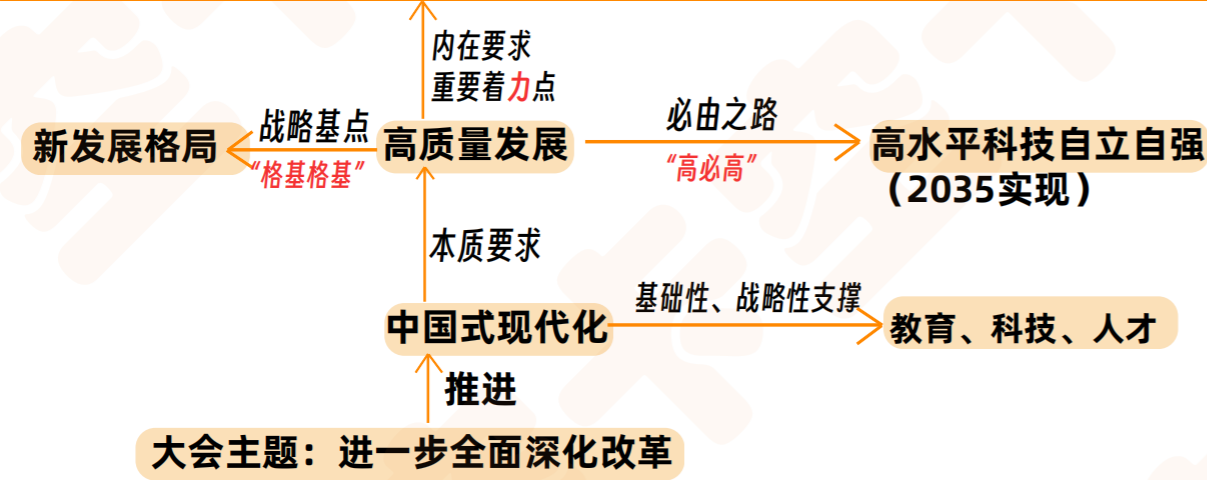 内在要求
重要着力点
战略基点
必由之路
新发展格局
高质量发展
高水平科技自立自强
“格基格基”
“高必高”
（2035实现）
本质要求
基础性、战略性支撑
中国式现代化
教育、科技、人才
推进
大会主题：进一步全面深化改革